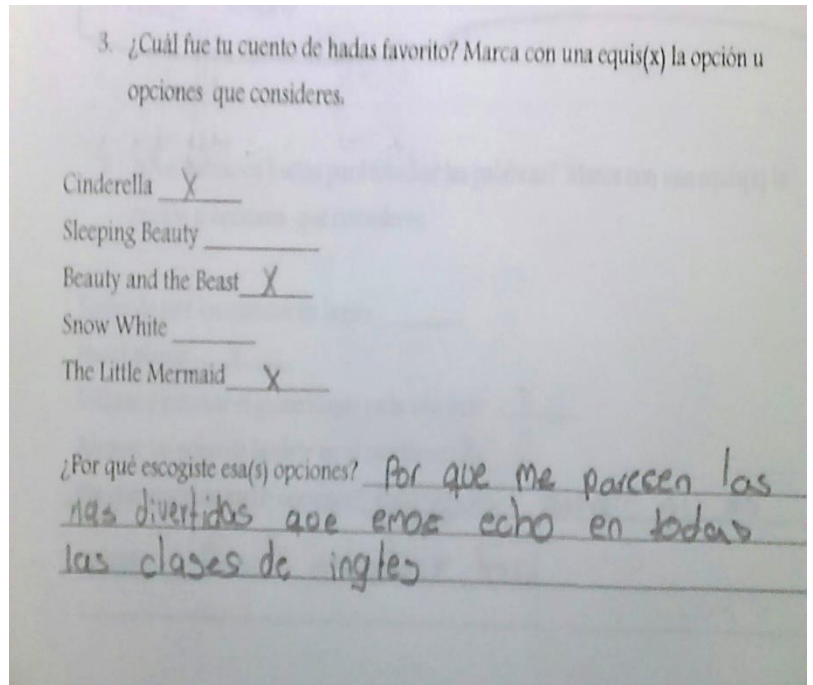 3. ¿Cuál fue tu cuento de hadas favorito? Marca con una equis(x) la opción u
opciones que consideres.
Cinderella X
Sleeping Beauty
Beauty and the Beast X
Snow White
The Little Mermaid X
¿Por qué escogiste esa(s) opciones? Por que me parecen las
mas divertidas que emos echo en todas
las clases de ingles